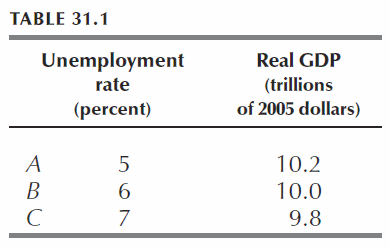 TABLE 31.1
Unemployment rate (percent) Real GDP (trillions of 2005 dollars)
A 5 10.2
B 6 10.0
C 7 9.8